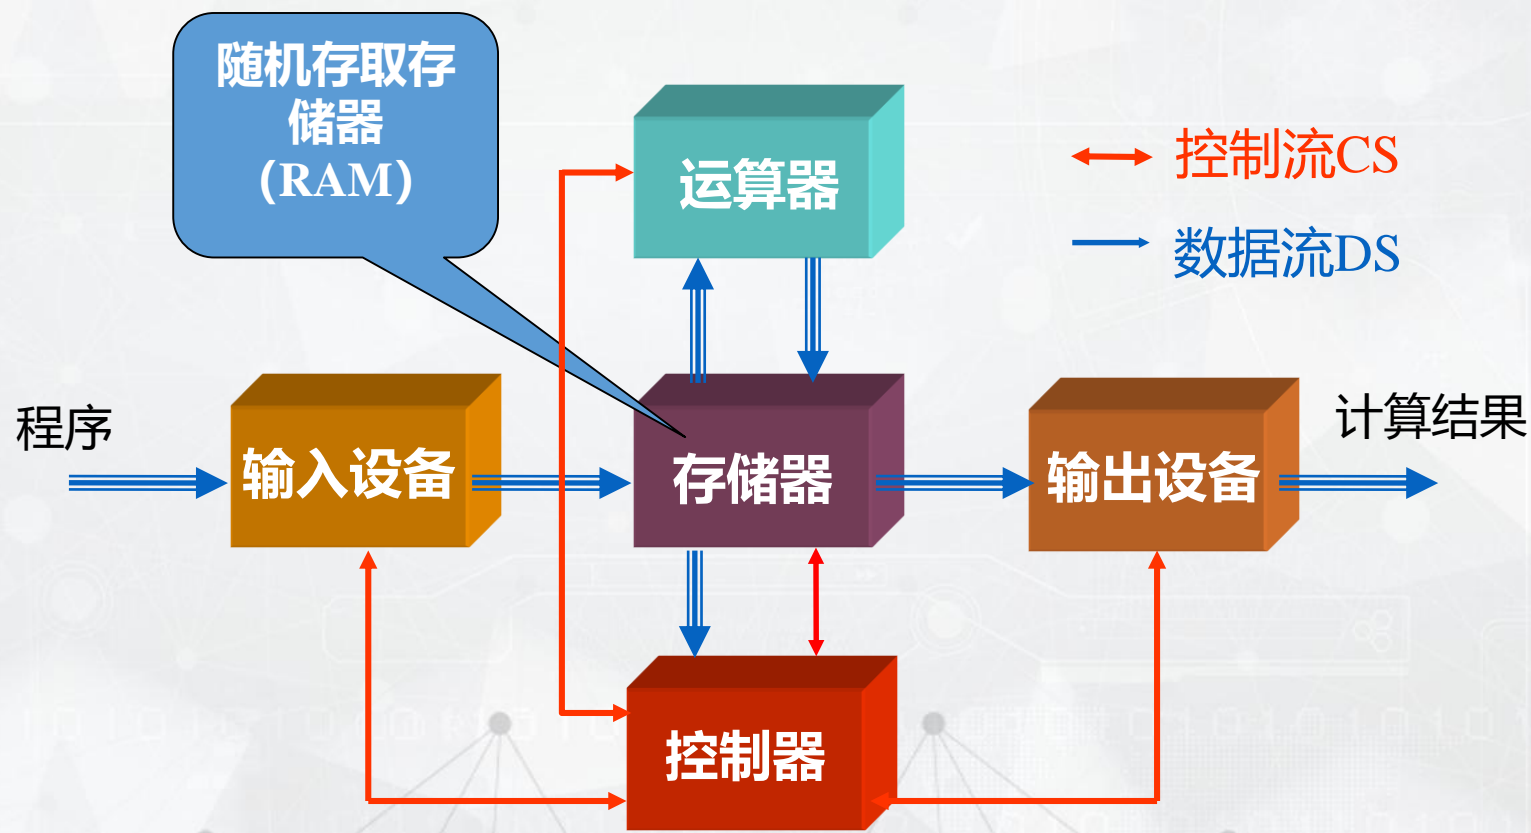 随机存取存
储器
（RAM）
运算器
控制流CS
数据流DS
程序
输入设备
存储器
输出设备
计算结果
控制器